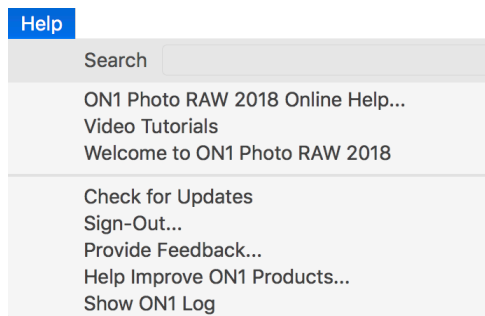 Help
Search
ON1 Photo RAW 2018 Online Help...
Video Tutorials
Welcome to ON1 Photo RAW 2018
Check for Updates
Sign-Out...
Provide Feedback...
Help Improve ON1 Products...
Show ON1 Log